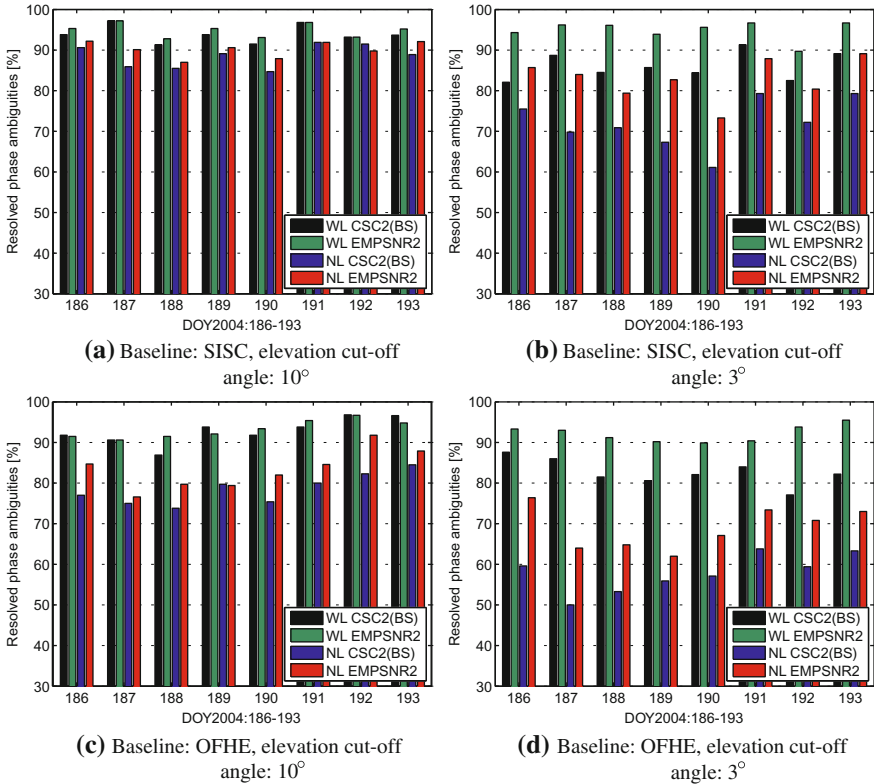 Resolved phase ambiguities [%]
100
90
80
70
60
50
40
30
WL CSC2(BS)
WL EMPSNR2
NL CSC2(BS)
NL EMPSNR2
186 187 188 189 190 191 192 193
DOY2004:186-193
(a) Baseline: SISC, elevation cut-off
angle: 10°
Resolved phase ambiguities [%]
100
90
80
70
60
50
40
30
WL CSC2(BS)
WL EMPSNR2
NL CSC2(BS)
NL EMPSNR2
186 187 188 189 190 191 192 193
DOY2004:186-193
(b) Baseline: SISC, elevation cut-off
angle: 3°
Resolved phase ambiguities [%]
100
90
80
70
60
50
40
30
WL CSC2(BS)
WL EMPSNR2
NL CSC2(BS)
NL EMPSNR2
186 187 188 189 190 191 192 193
DOY2004:186-193
(c) Baseline: OFHE, elevation cut-off
angle: 10°
Resolved phase ambiguities [%]
100
90
80
70
60
50
40
30
WL CSC2(BS)
WL EMPSNR2
NL CSC2(BS)
NL EMPSNR2
186 187 188 189 190 191 192 193
DOY2004:186-193
(d) Baseline: OFHE, elevation cut-off
angle: 3°